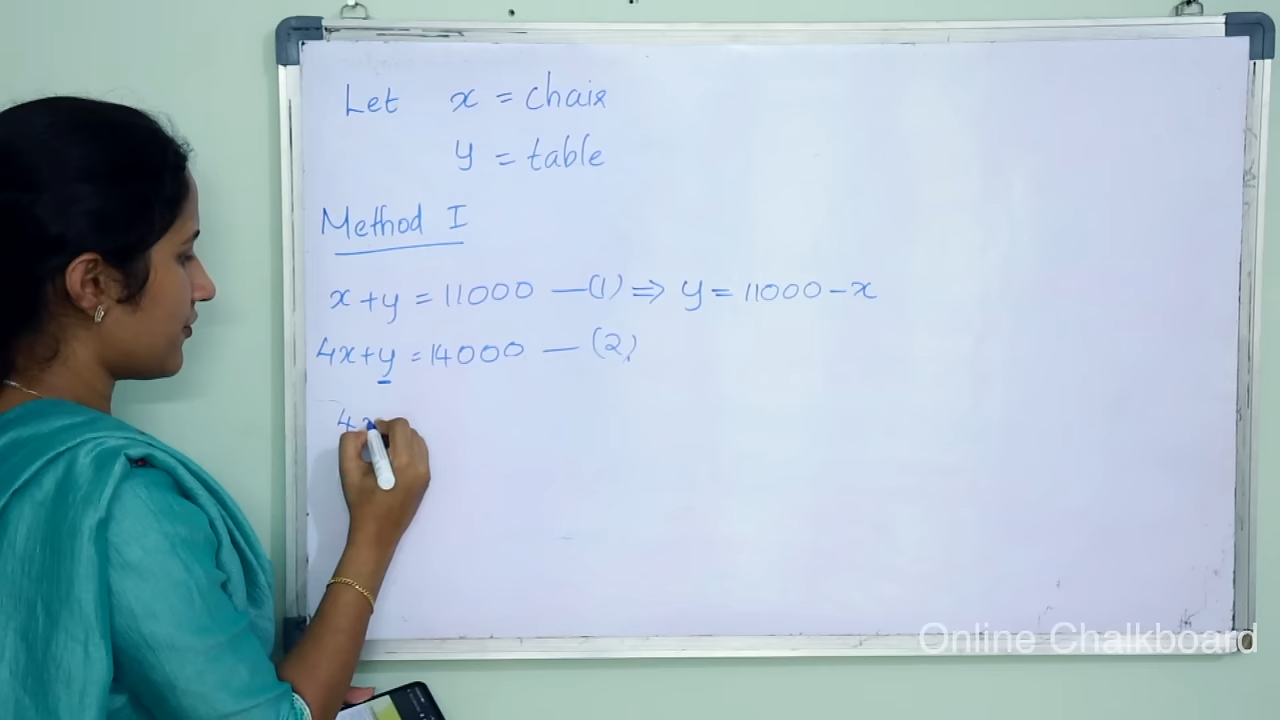 Let x = chair
y = table
Method I
x + y = 11000 —(1) ⇒ y = 11000 - x
4x + y = 14000 — (2)
4x
Online Chalkboard